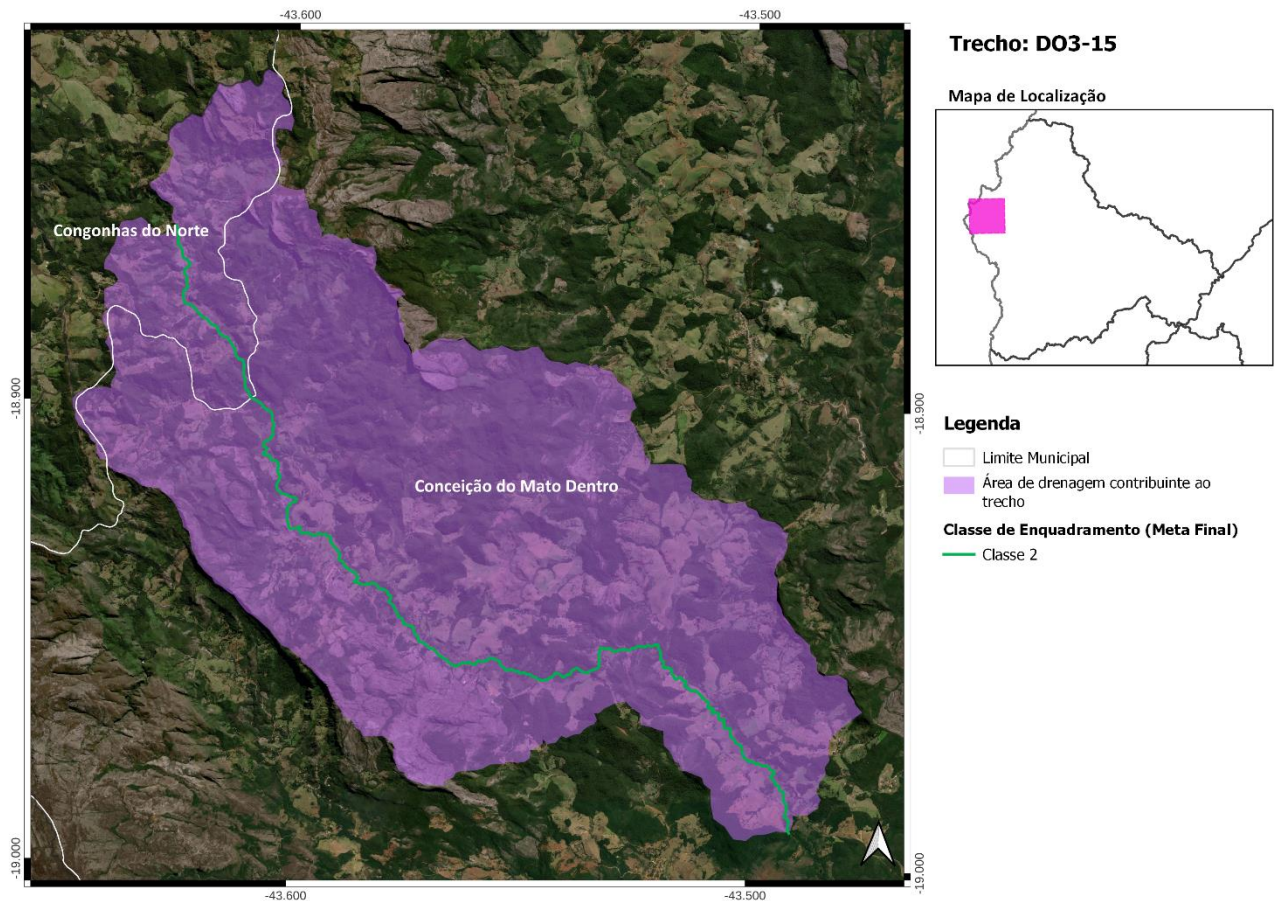 -43.600
-43.500
Trecho: DO3-15
Mapa de Localização
Congonhas do Norte
-18.900
-18.900
Conceição do Mato Dentro
Legenda
Limite Municipal
Área de drenagem contribuinte ao
trecho
Classe de Enquadramento (Meta Final)
Classe 2
-19.000
-19.000
-43.600
-43.500